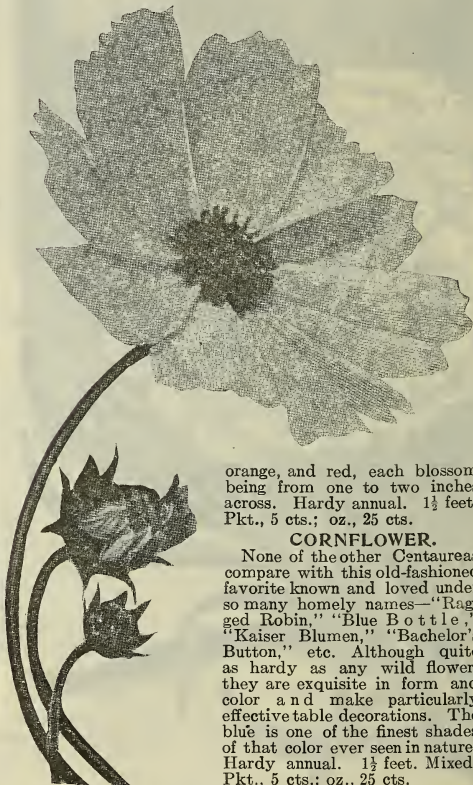 orange, and red, each blossom
being from one to two inches
across. Hardy annual. 1½ feet
Pkt., 5 cts.; oz., 25 cts.
CORNFLOWER.
None of the other Centaureas
compare with this old-fashioned
favorite known and loved unde
so many homely names—"Rag
ged Robin," "Blue Bottle,"
"Kaiser Blumen," "Bachelor's
Button," etc. Although quite
as hardy as any wild flower
they are exquisite in form and
color and make particularly
effective table decorations. The
blue is one of the finest shades
of that color ever seen in nature
Hardy annual. 1½ feet. Mixed
Pkt., 5 cts.; oz., 25 cts.